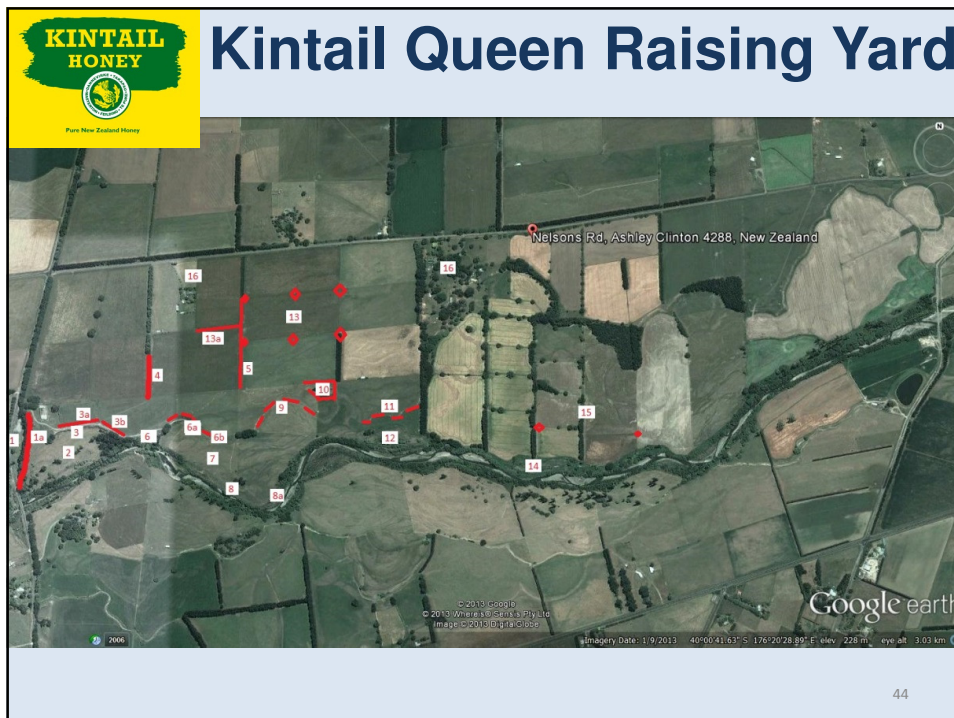 KINTAIL
HONEY
Pure New Zealand Honey
Kintail Queen Raising Yard
N
Nelsons Rd, Ashley Clinton 4288, New Zealand
16
16
13
13a
4
5
10
9
11
3a
3b
6a
15
1
1a
3
6
6b
12
2
7
14
8
8a
© 2013 Google
© 2013 Whereis® Sensis Pty Ltd
Image © 2013 DigitalGlobe
Google earth
2006
Imagery Date: 1/9/2013 40°00'41.63" S 176°20'28.89" E elev 228 m eye alt 3.03 km
44